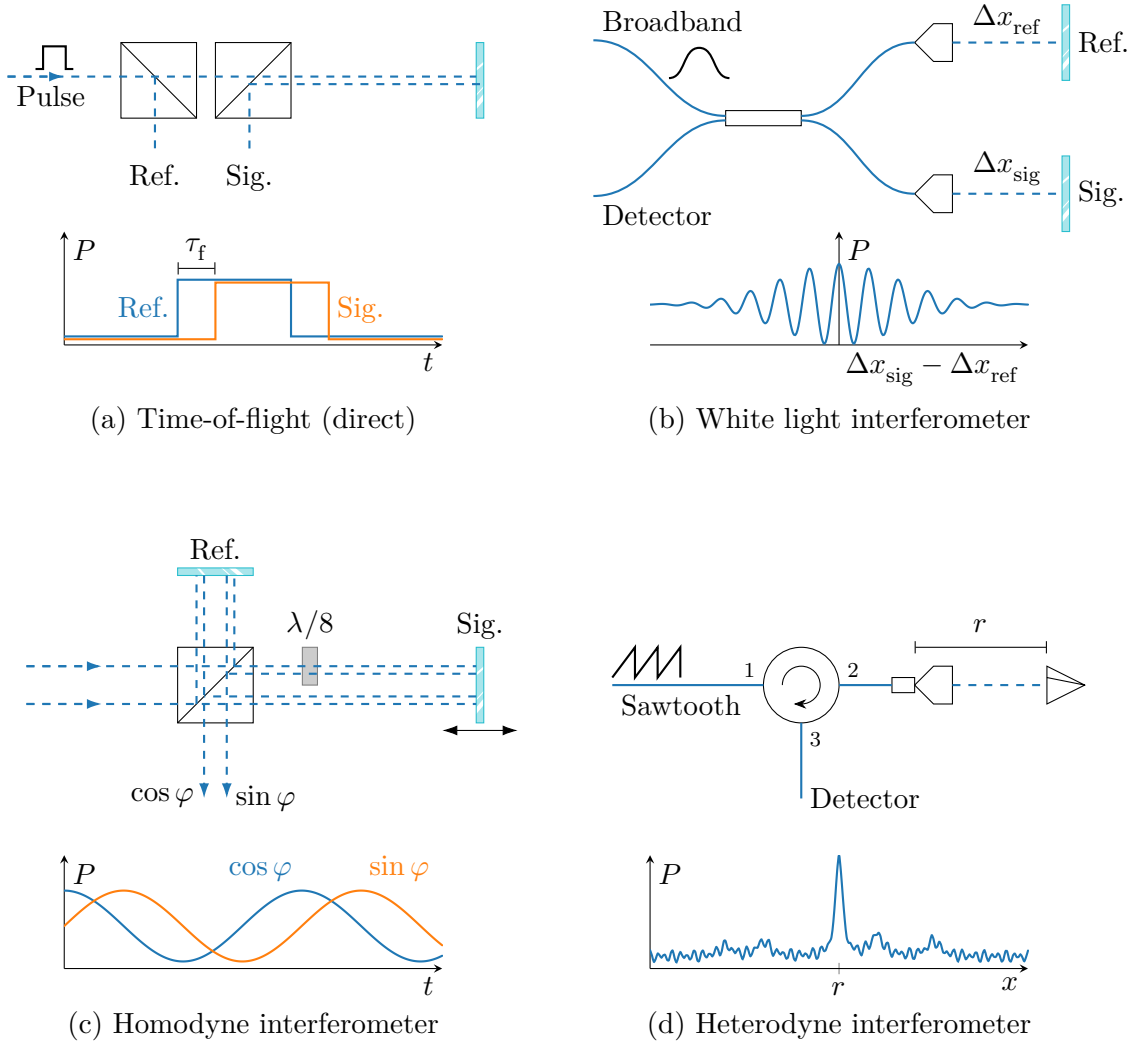 Pulse
Ref.
Sig.
P
τf
Ref.
Sig.
t
(a) Time-of-flight (direct)
Broadband
Δxref
Ref.
Δxsig
Sig.
Detector
P
Δxsig − Δxref
(b) White light interferometer
Ref.
λ/8
Sig.
cos φ
sin φ
P
cos φ
sin φ
t
(c) Homodyne interferometer
r
1
2
Sawtooth
3
Detector
P
r
x
(d) Heterodyne interferometer